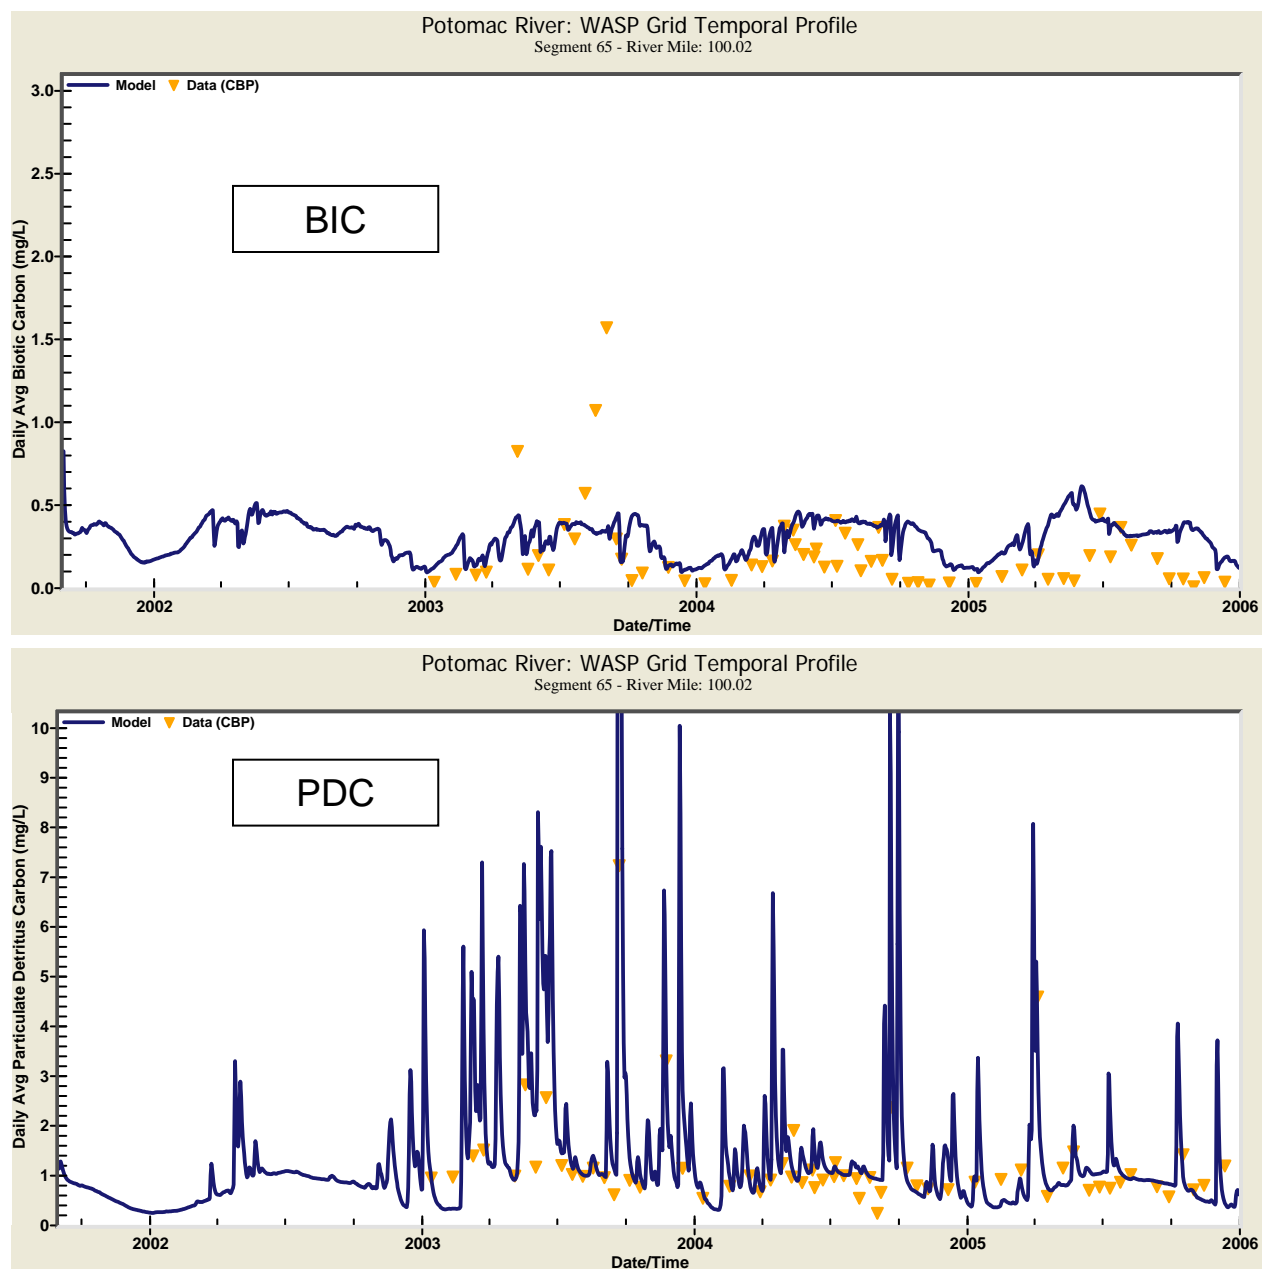 Potomac River: WASP Grid Temporal Profile
Segment 65 - River Mile: 100.02
Model Data (CBP)
3.0
2.5
2.0
1.5
1.0
0.5
0.0
Daily Avg Biotic Carbon (mg/L)
BIC
2002 2003 2004 2005 2006
Date/Time
Potomac River: WASP Grid Temporal Profile
Segment 65 - River Mile: 100.02
Model Data (CBP)
10
9
8
7
6
5
4
3
2
1
0
Daily Avg Particulate Detritus Carbon (mg/L)
PDC
2002 2003 2004 2005 2006
Date/Time